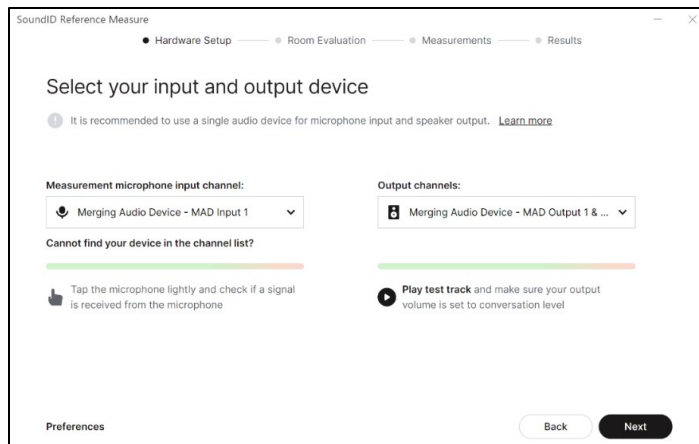 SoundID Reference Measure
Hardware Setup
Room Evaluation
Measurements
Results
Select your input and output device
It is recommended to use a single audio device for microphone input and speaker output. Learn more
Measurement microphone input channel:
Merging Audio Device - MAD Input 1
Cannot find your device in the channel list?
Tap the microphone lightly and check if a signal
is received from the microphone
Output channels:
Merging Audio Device - MAD Output 1 & ...
Play test track and make sure your output
volume is set to conversation level
Preferences
Back
Next